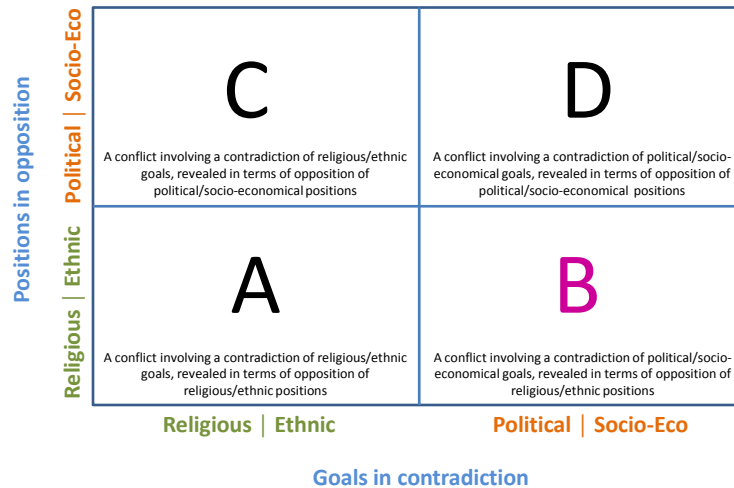 Positions in opposition
Political | Socio-Eco
Religious | Ethnic
C
A conflict involving a contradiction of religious/ethnic
goals, revealed in terms of opposition of
political/socio-economical positions
D
A conflict involving a contradiction of political/socio-
economical goals, revealed in terms of opposition of
political/socio-economical positions
A
A conflict involving a contradiction of religious/ethnic
goals, revealed in terms of opposition of
religious/ethnic positions
B
A conflict involving a contradiction of political/socio-
economical goals, revealed in terms of opposition of
religious/ethnic positions
Religious | Ethnic
Political | Socio-Eco
Goals in contradiction